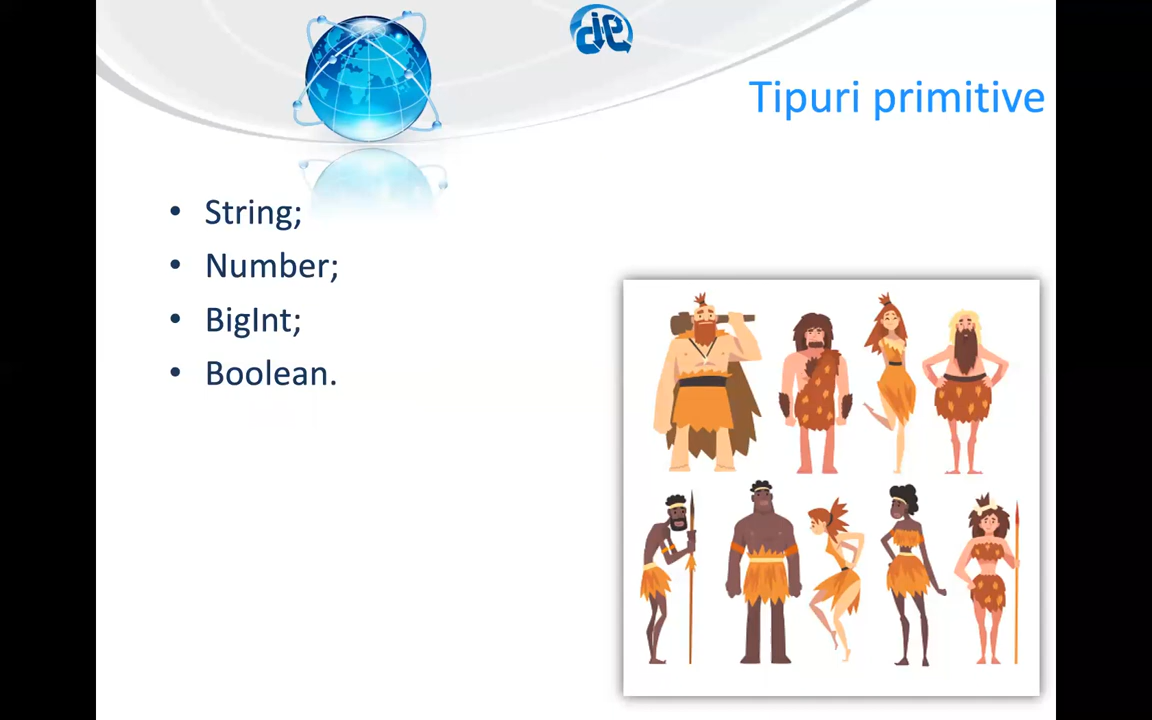 Tipuri primitive
• String;
• Number;
• BigInt;
• Boolean.